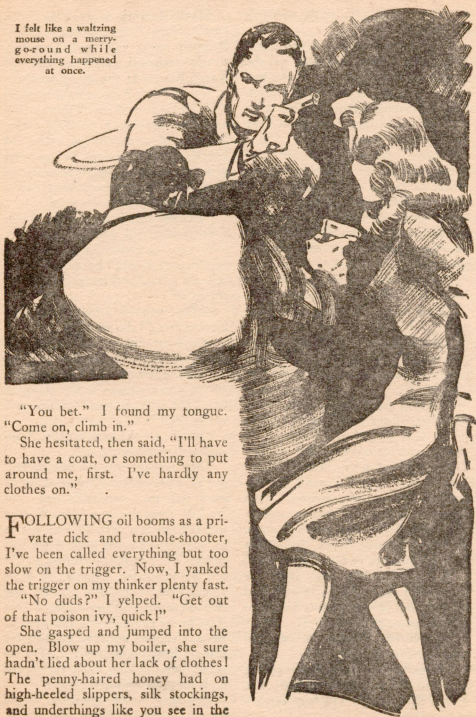 I felt like a waltzing
mouse on a merry-
go-round while
everything happened
at once.
"You bet." I found my tongue.
"Come on, climb in."
She hesitated, then said, "I'll have
to have a coat, or something to put
around me, first. I've hardly any
clothes on."
FOLLOWING oil booms as a pri-
vate dick and trouble-shooter,
I've been called everything but too
slow on the trigger. Now, I yanked
the trigger on my thinker plenty fast.
"No duds?" I yelped. "Get out
of that poison ivy, quick!"
She gasped and jumped into the
open. Blow up my boiler, she sure
hadn't lied about her lack of clothes!
The penny-haired honey had on
high-heeled slippers, silk stockings,
and underthings like you see in the